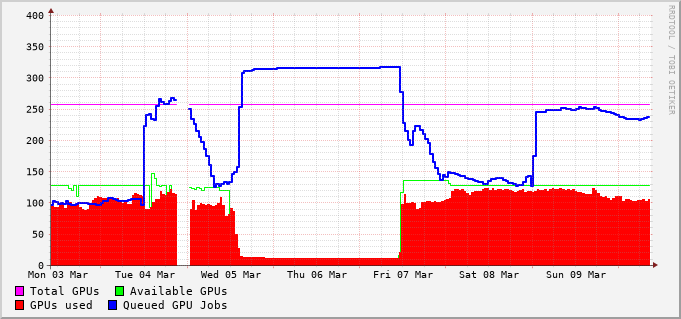 400
350
300
250
200
150
100
50
0
Mon 03 Mar Tue 04 Mar Wed 05 Mar Thu 06 Mar Fri 07 Mar Sat 08 Mar Sun 09 Mar
Total GPUs Available GPUs
GPUs used Queued GPU Jobs
RRDTOOL / TOBI OETIKER